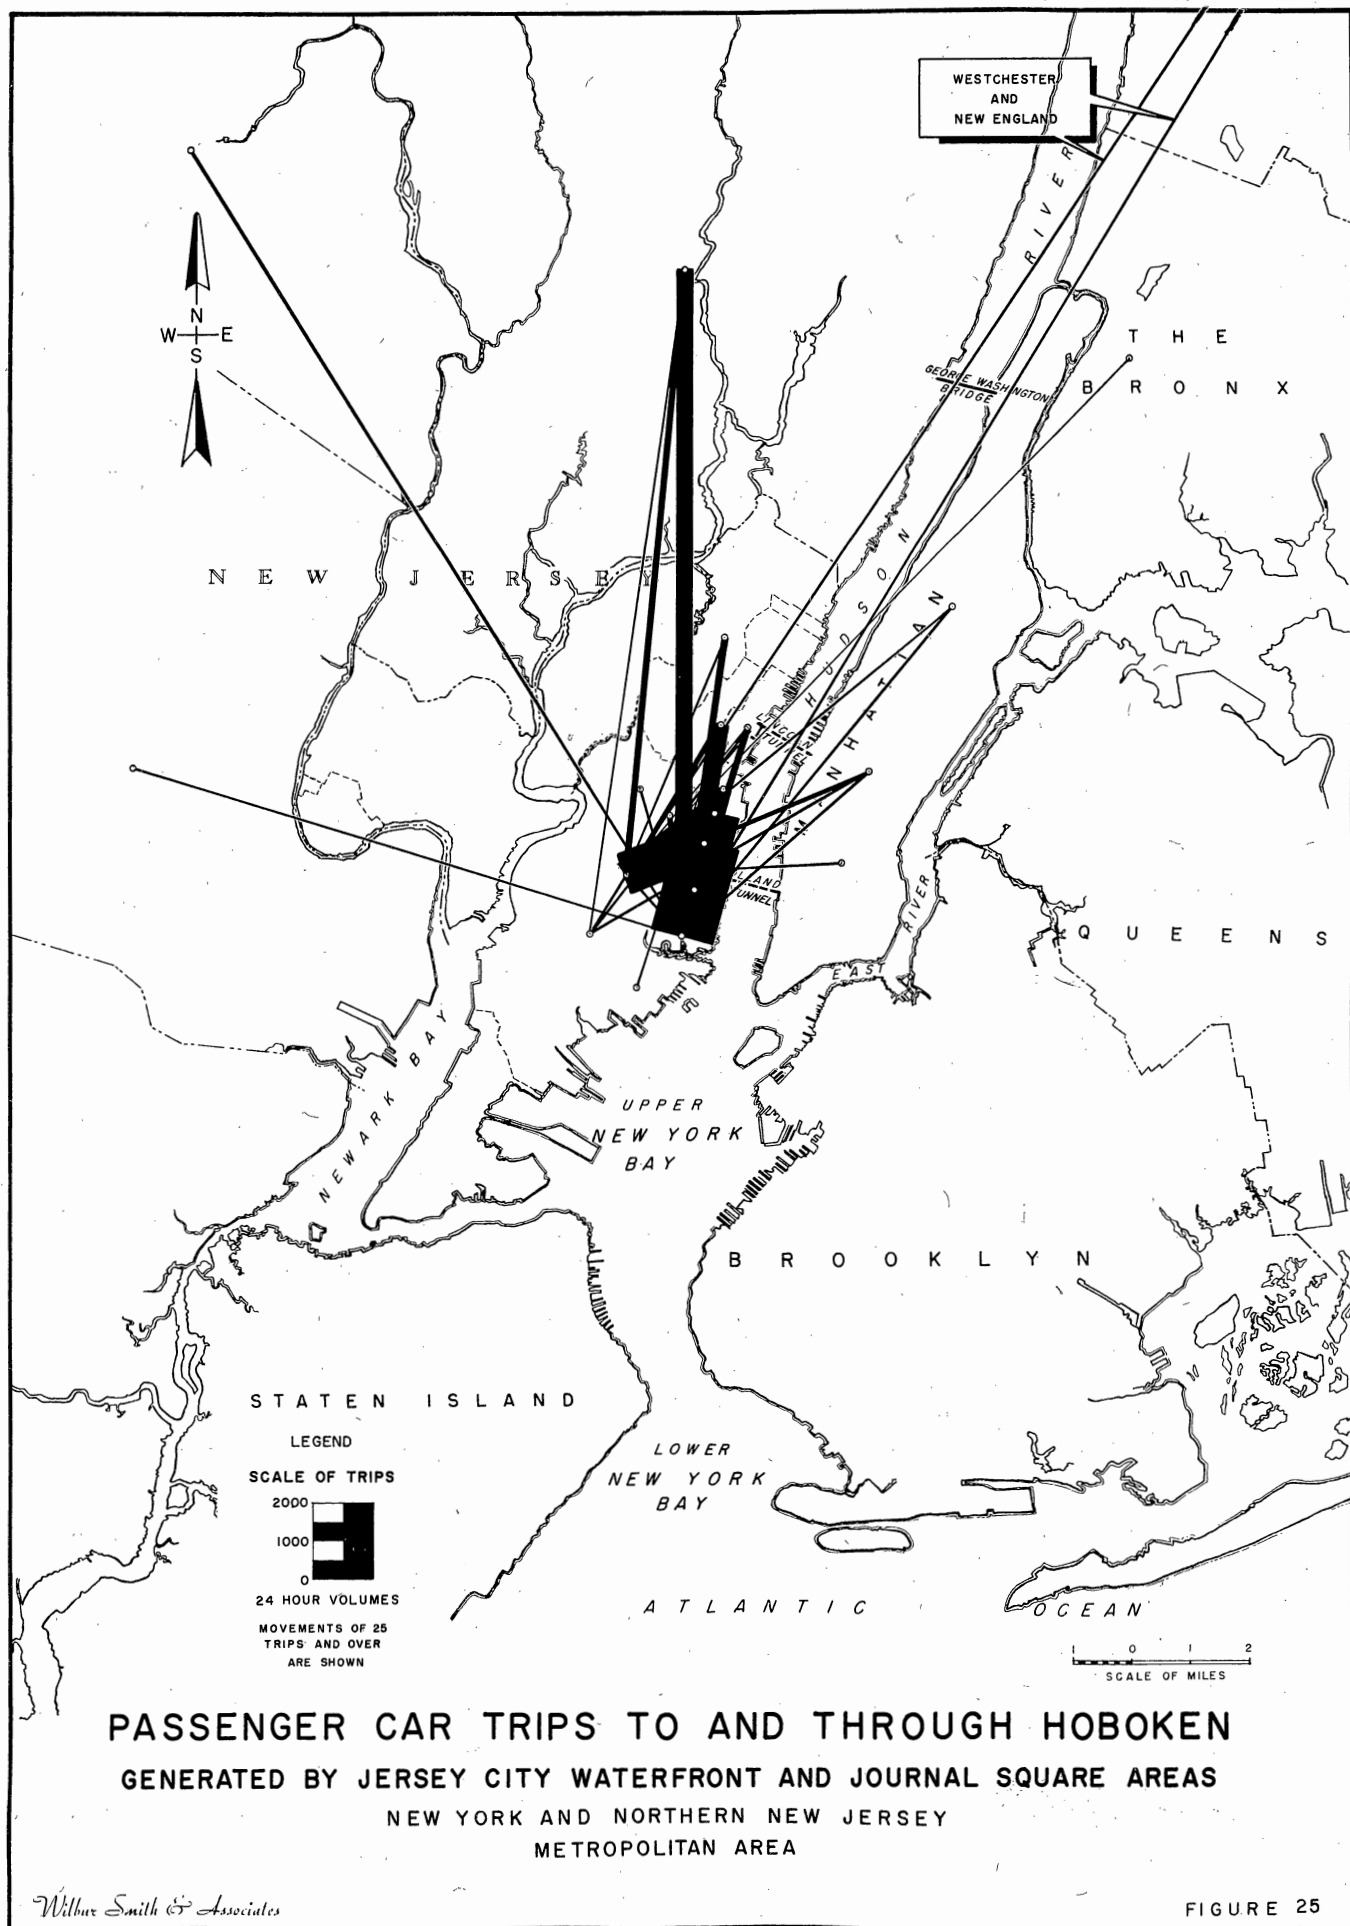 WESTCHESTER
AND
NEW ENGLAND
RIVER
N
W E
S
THE
BRONX
GEORGE WASHINGTON
BRIDGE
NEW JERSEY
HUDSON
MANHATTAN
LINCOLN
TUNNEL
HOLLAND
TUNNEL
EAST RIVER
QUEENS
NEWARK BAY
UPPER
NEW YORK
BAY
BROOKLYN
STATEN ISLAND
LEGEND
SCALE OF TRIPS
2000
1000
0
24 HOUR VOLUMES
MOVEMENTS OF 25
TRIPS AND OVER
ARE SHOWN
LOWER
NEW YORK
BAY
ATLANTIC OCEAN
1 0 1 2
SCALE OF MILES
PASSENGER CAR TRIPS TO AND THROUGH HOBOKEN
GENERATED BY JERSEY CITY WATERFRONT AND JOURNAL SQUARE AREAS
NEW YORK AND NORTHERN NEW JERSEY
METROPOLITAN AREA
Wilbur Smith & Associates
FIGURE 25